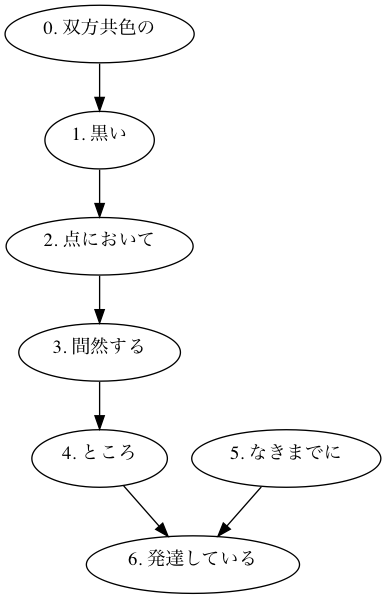 0. 双方共色の
1. 黒い
2. 点において
3. 間然する
4. ところ
5. なきまでに
6. 発達している